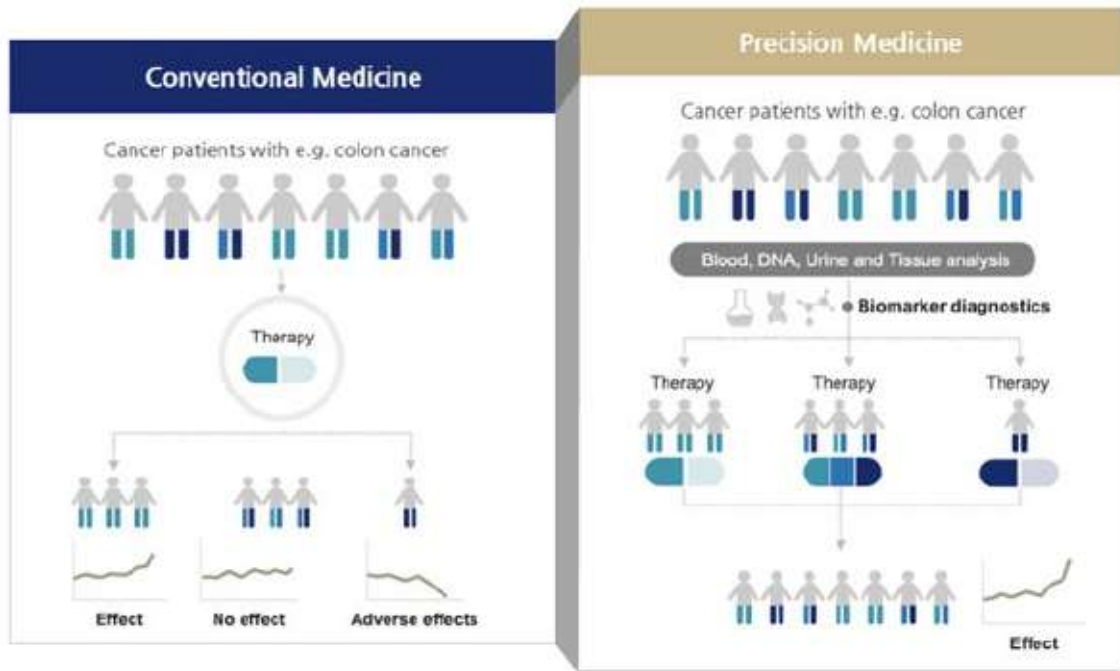 Conventional Medicine
Cancer patients with e.g. colon cancer
Therapy
Effect
No effect
Adverse effects
Precision Medicine
Cancer patients with e.g. colon cancer
Blood, DNA, Urine and Tissue analysis
Biomarker diagnostics
Therapy
Therapy
Therapy
Effect